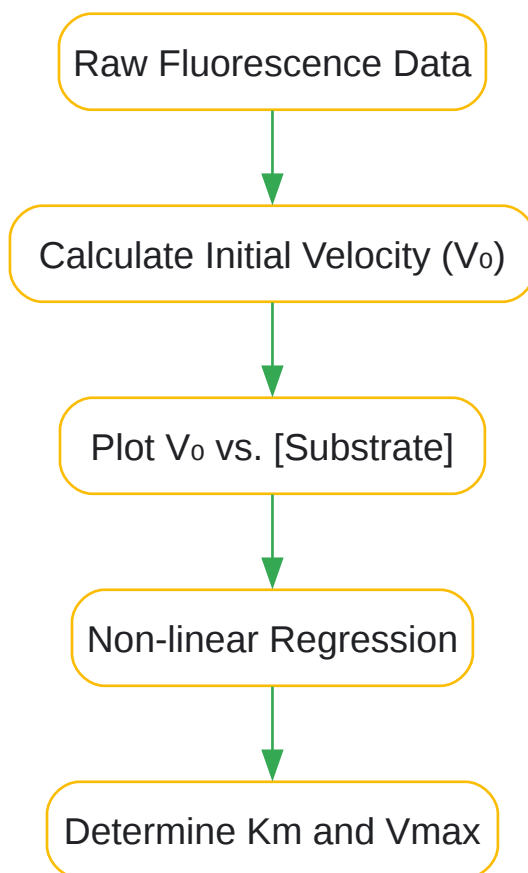 Raw Fluorescence Data
Calculate Initial Velocity (V₀)
Plot V₀ vs. [Substrate]
Non-linear Regression
Determine Km and Vmax